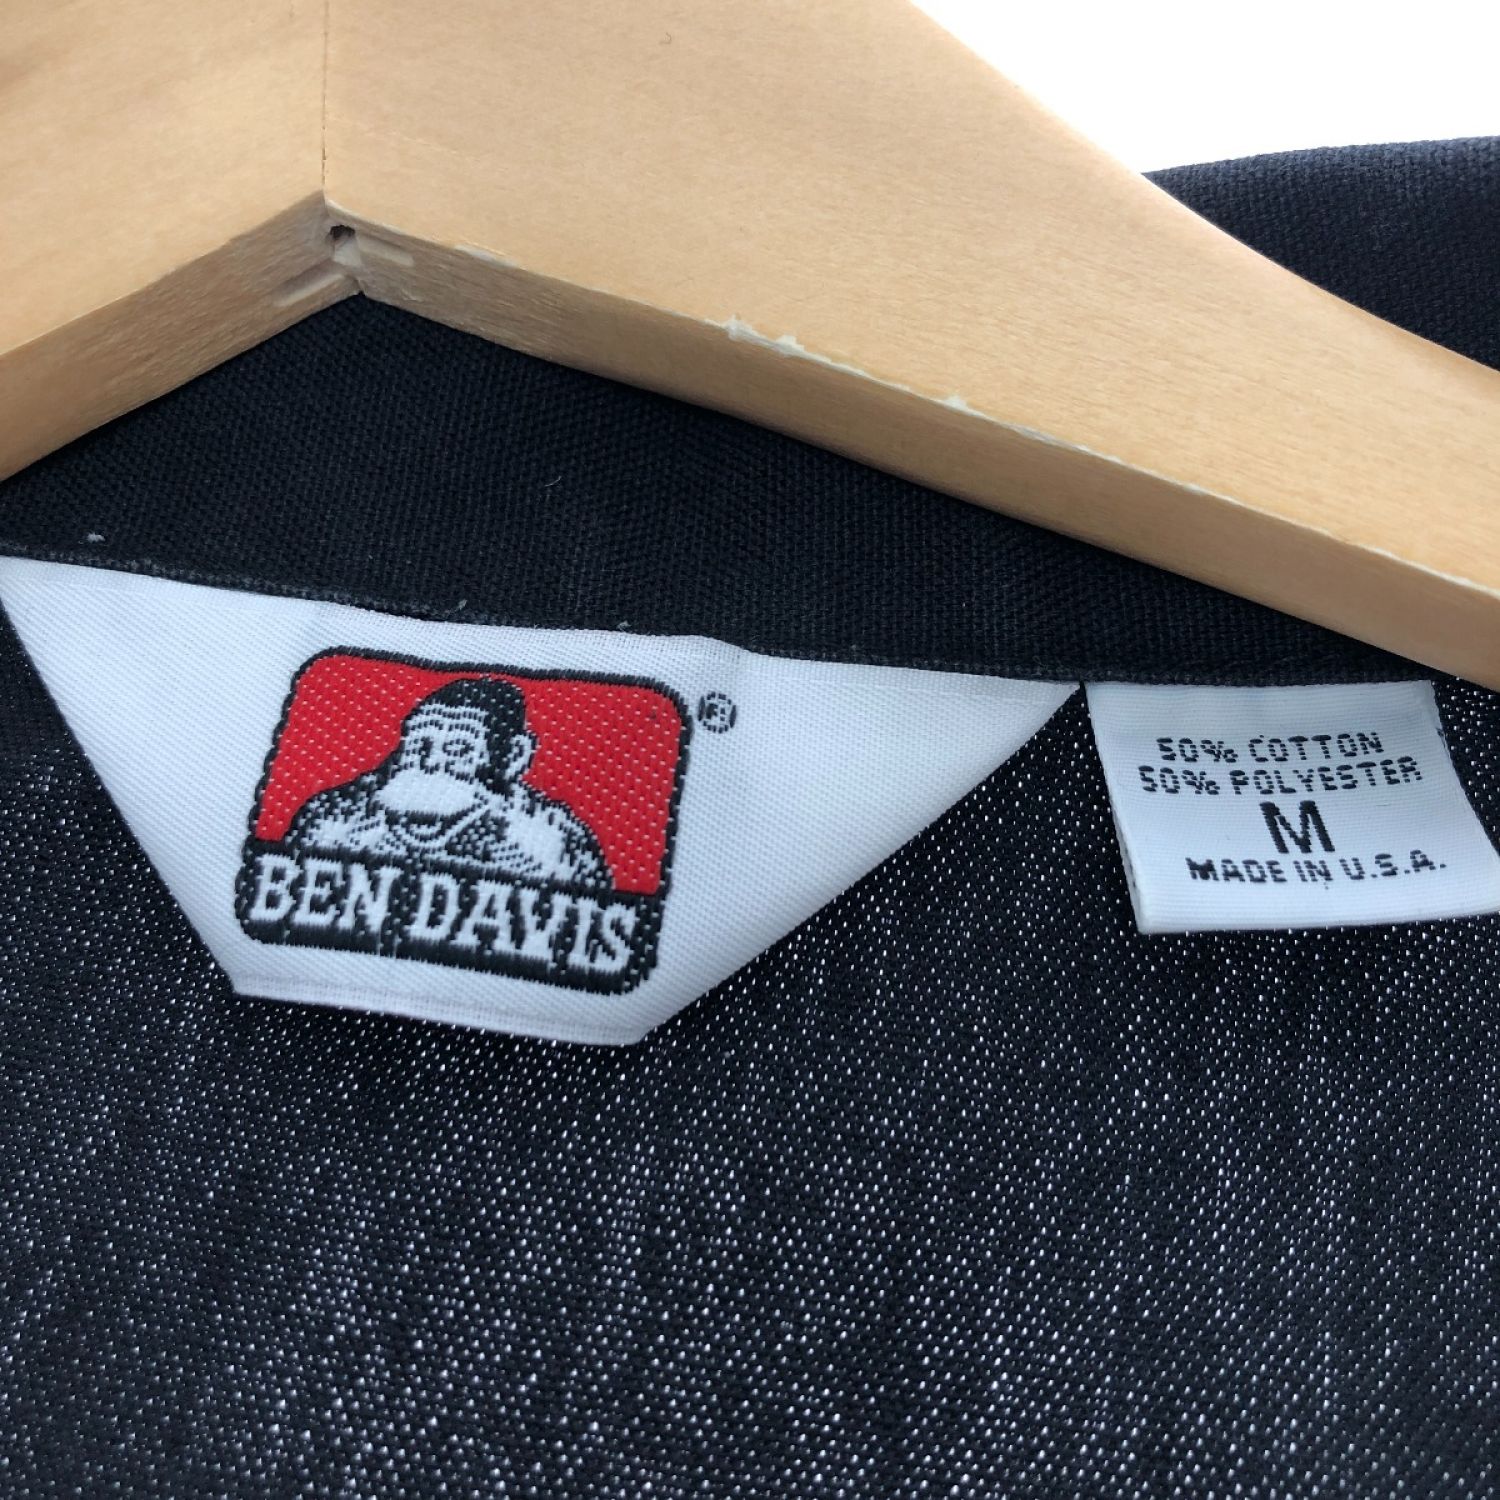 BEN DAVIS
®
50% COTTON
50% POLYESTER
M
MADE IN U.S.A.